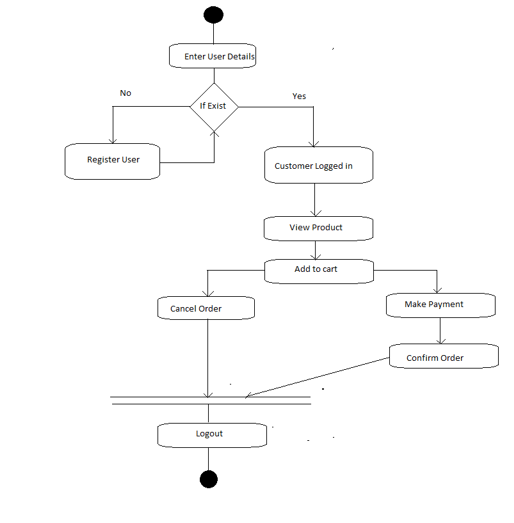 Enter User Details
No
Yes
If Exist
Register User
Customer Logged in
View Product
Add to cart
Cancel Order
Make Payment
Confirm Order
Logout